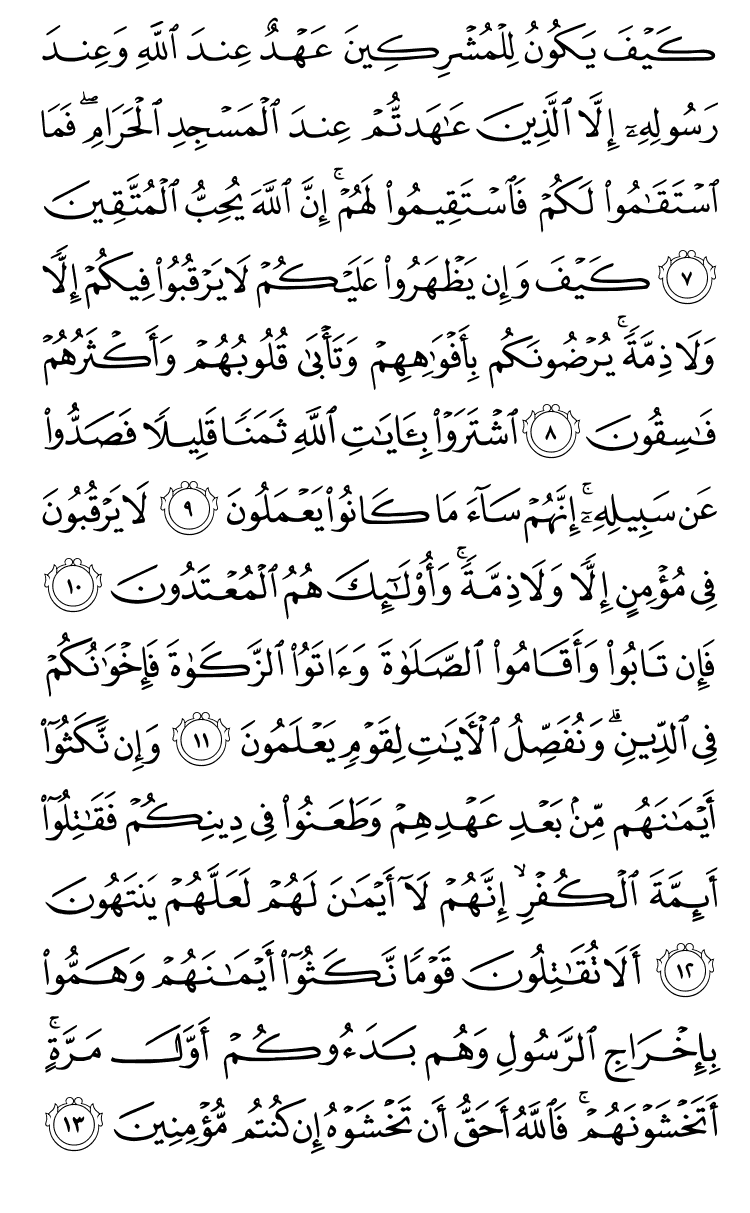 كَيۡفَ يَكُونُ لِلۡمُشۡرِكِينَ عَهۡدٌ عِندَ ٱللَّهِ وَعِندَ
رَسُولِهِۦٓ إِلَّا ٱلَّذِينَ عَٰهَدتُّمۡ عِندَ ٱلۡمَسۡجِدِ ٱلۡحَرَامِۖ فَمَا
ٱسۡتَقَٰمُواْ لَكُمۡ فَٱسۡتَقِيمُواْ لَهُمۡۚ إِنَّ ٱللَّهَ يُحِبُّ ٱلۡمُتَّقِينَ
٧ كَيۡفَ وَإِن يَظۡهَرُواْ عَلَيۡكُمۡ لَا يَرۡقُبُواْ فِيكُمۡ إِلّٗا
وَلَا ذِمَّةٗۚ يُرۡضُونَكُم بِأَفۡوَٰهِهِمۡ وَتَأۡبَىٰ قُلُوبُهُمۡ وَأَكۡثَرُهُمۡ
فَٰسِقُونَ ٨ ٱشۡتَرَوۡاْ بِـَٔايَٰتِ ٱللَّهِ ثَمَنٗا قَلِيلٗا فَصَدُّواْ
عَن سَبِيلِهِۦٓۚ إِنَّهُمۡ سَآءَ مَا كَانُواْ يَعۡمَلُونَ ٩ لَا يَرۡقُبُونَ
فِي مُؤۡمِنٍ إِلّٗا وَلَا ذِمَّةٗۚ وَأُوْلَٰٓئِكَ هُمُ ٱلۡمُعۡتَدُونَ ١٠
فَإِن تَابُواْ وَأَقَامُواْ ٱلصَّلَوٰةَ وَءَاتَوُاْ ٱلزَّكَوٰةَ فَإِخۡوَٰنُكُمۡ
فِي ٱلدِّينِۗ وَنُفَصِّلُ ٱلۡأٓيَٰتِ لِقَوۡمٖ يَعۡلَمُونَ ١١ وَإِن نَّكَثُوٓاْ
أَيۡمَٰنَهُم مِّنۢ بَعۡدِ عَهۡدِهِمۡ وَطَعَنُواْ فِي دِينِكُمۡ فَقَٰتِلُوٓاْ
أَئِمَّةَ ٱلۡكُفۡرِۙ إِنَّهُمۡ لَآ أَيۡمَٰنَ لَهُمۡ لَعَلَّهُمۡ يَنتَهُونَ
١٢ أَلَا تُقَٰتِلُونَ قَوۡمٗا نَّكَثُوٓاْ أَيۡمَٰنَهُمۡ وَهَمُّواْ
بِإِخۡرَاجِ ٱلرَّسُولِ وَهُم بَدَءُوكُمۡ أَوَّلَ مَرَّةٍۚ
أَتَخۡشَوۡنَهُمۡۚ فَٱللَّهُ أَحَقُّ أَن تَخۡشَوۡهُ إِن كُنتُم مُّؤۡمِنِينَ ١٣